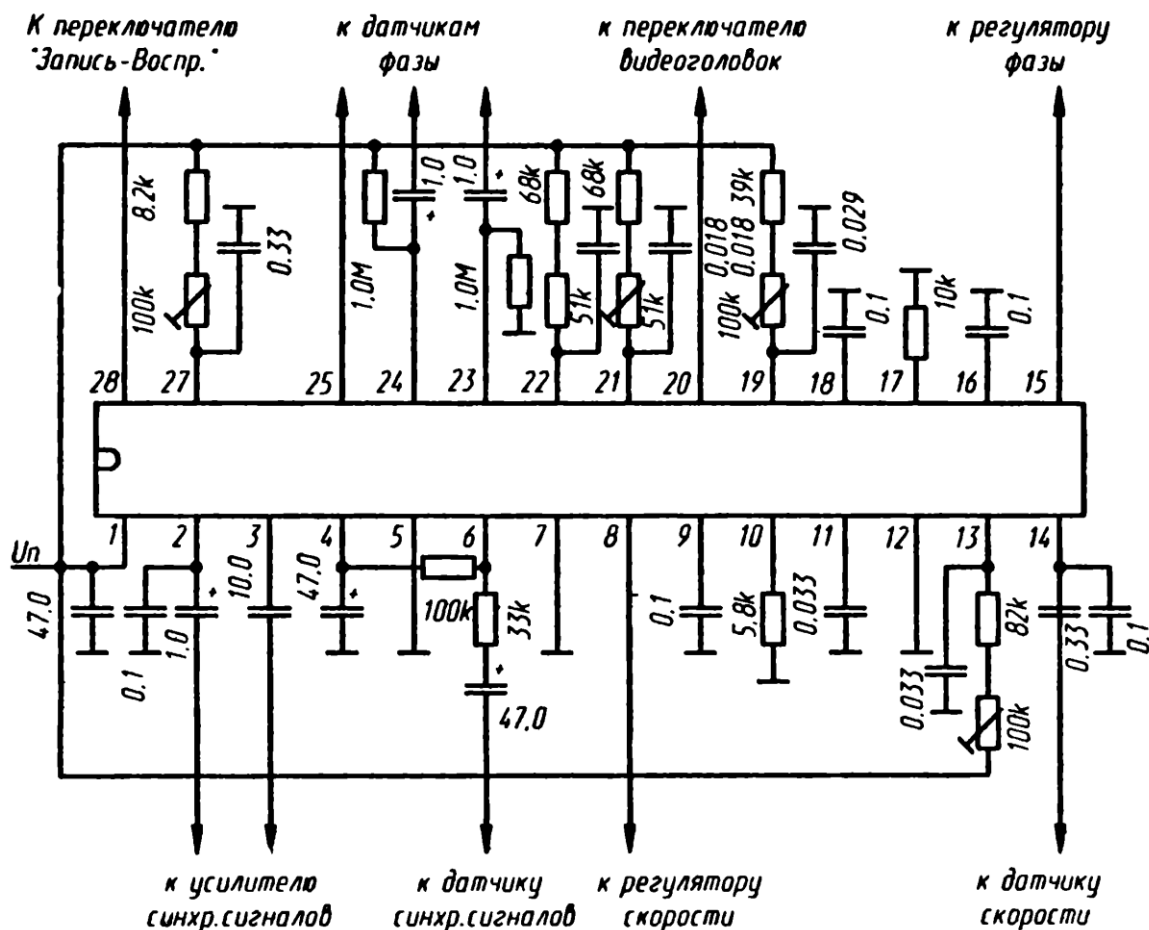 К переключателю
"Запись-Воспр."
к датчикам
фазы
к переключателю
видеоголовок
к регулятору
фазы
8.2k
100k
0.33
1.0M
1.0
+
1.0
+
1.0M
68k
51k
68k
51k
0.018
0.018
39k
100k
0.029
0.1
10k
0.1
28
27
25
24
23
22
21
20
19
18
17
16
15
1
2
3
4
5
6
7
8
9
10
11
12
13
14
Uп
47.0
0.1
1.0
+
10.0
47.0
+
100k
33k
+
47.0
0.1
5.8k
0.033
0.033
82k
100k
0.33
0.1
к усилителю
синхр.сигналов
к датчику
синхр.сигналов
к регулятору
скорости
к датчику
скорости